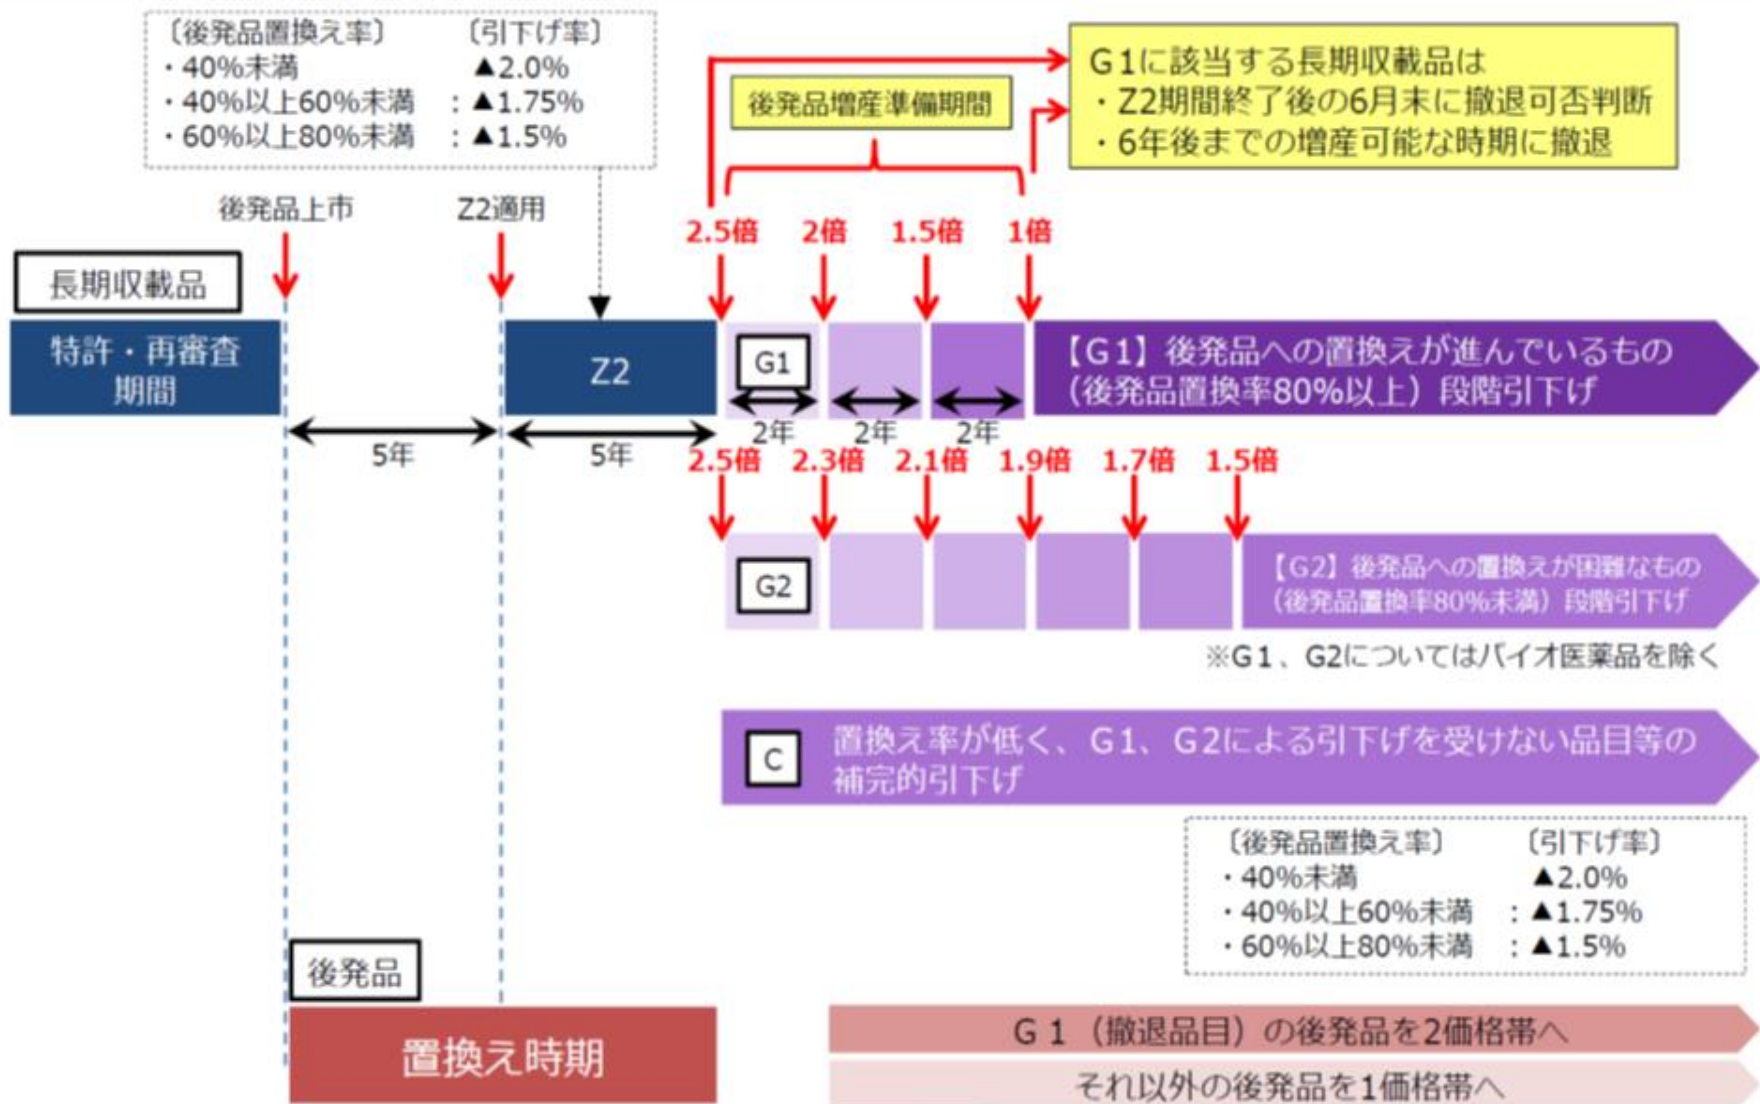 〔後発品置換え率〕 〔引下げ率〕
・40%未満 ▲2.0%
・40%以上60%未満 : ▲1.75%
・60%以上80%未満 : ▲1.5%
後発品増産準備期間
G1に該当する長期収載品は
・Z2期間終了後の6月末に撤退可否判断
・6年後までの増産可能な時期に撤退
後発品上市
Z2適用
2.5倍 2倍 1.5倍 1倍
長期収載品
特許・再審査
期間
Z2
G1
【G1】後発品への置換えが進んでいるもの
(後発品置換率80%以上)段階引下げ
5年
5年
2年 2年 2年
2.5倍 2.3倍 2.1倍 1.9倍 1.7倍 1.5倍
G2
【G2】後発品への置換えが困難なもの
(後発品置換率80%未満)段階引下げ
※G1、G2についてはバイオ医薬品を除く
C
置換え率が低く、G1、G2による引下げを受けない品目等の
補完的引下げ
〔後発品置換え率〕 〔引下げ率〕
・40%未満 ▲2.0%
・40%以上60%未満 : ▲1.75%
・60%以上80%未満 : ▲1.5%
後発品
置換え時期
G1(撤退品目)の後発品を2価格帯へ
それ以外の後発品を1価格帯へ